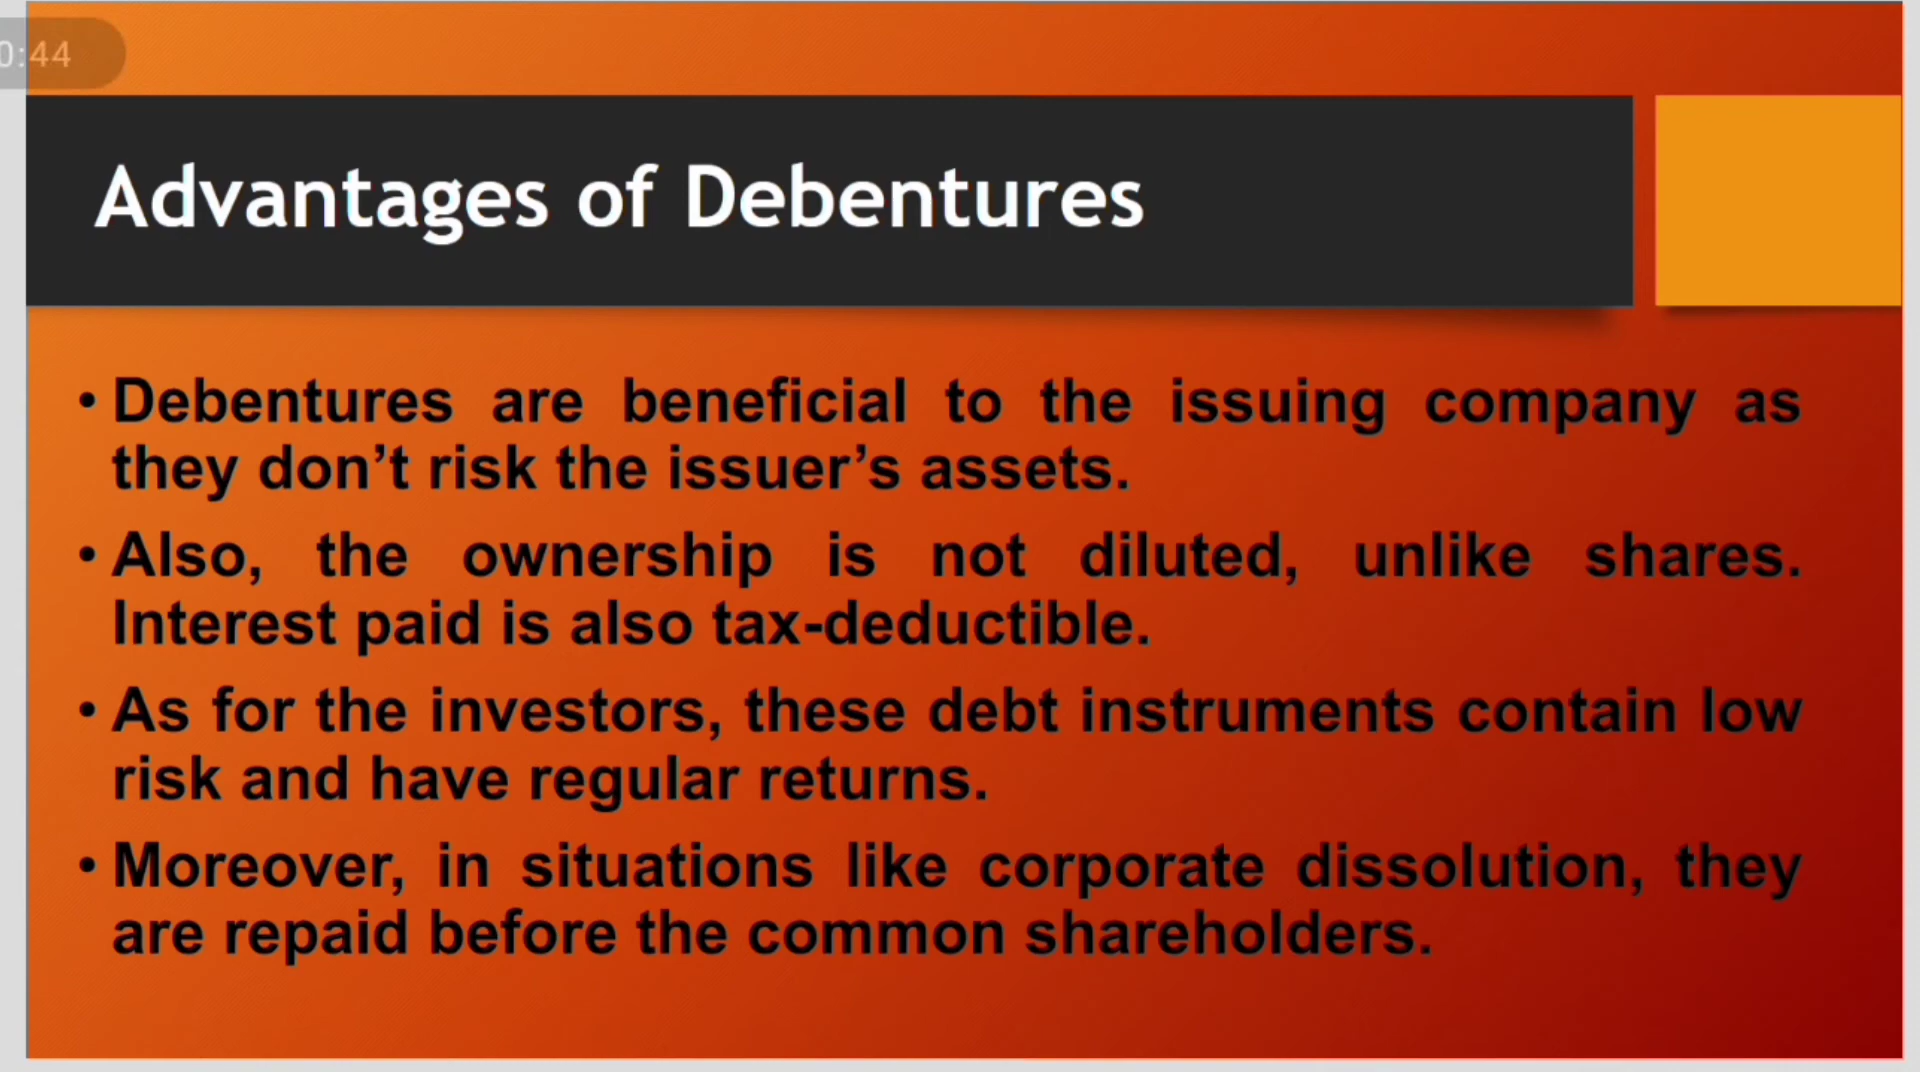 0:44
Advantages of Debentures
• Debentures are beneficial to the issuing company as
they don’t risk the issuer’s assets.
• Also, the ownership is not diluted, unlike shares.
Interest paid is also tax-deductible.
• As for the investors, these debt instruments contain low
risk and have regular returns.
• Moreover, in situations like corporate dissolution, they
are repaid before the common shareholders.